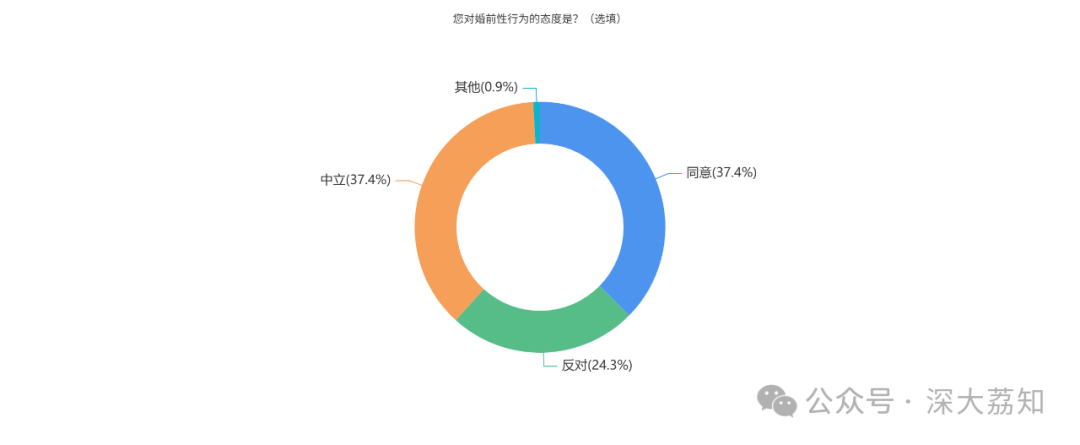 您对婚前性行为的态度是？（选填）
其他(0.9%)
同意(37.4%)
中立(37.4%)
反对(24.3%)
公众号 · 深大荔知